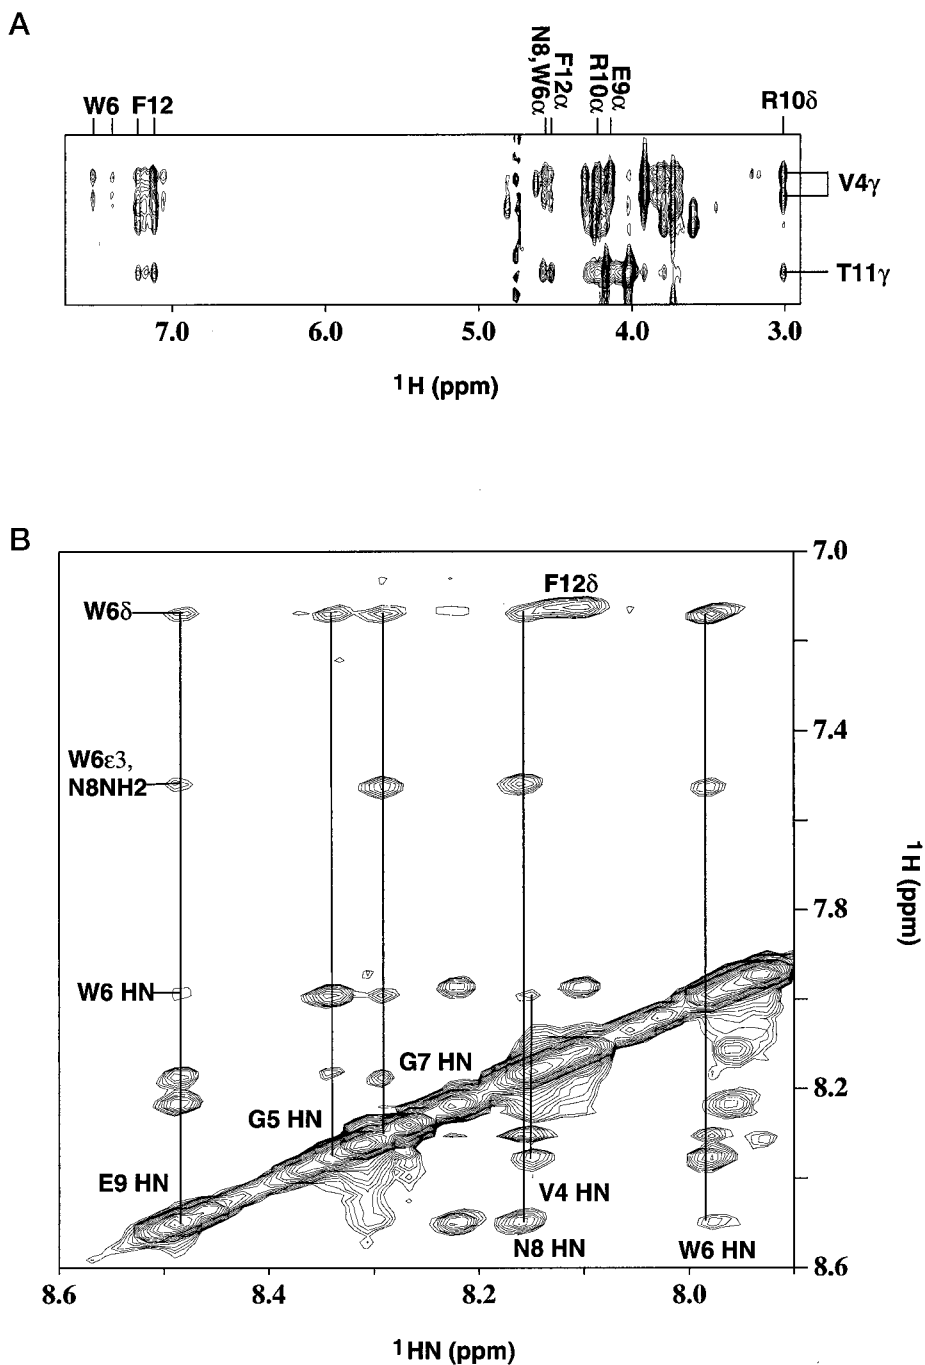 A
N8,W6α
F12α
R10α
E9α
W6 F12 R10δ
V4γ
T11γ
7.0 6.0 5.0 4.0 3.0
1H (ppm)
B
7.0
F12δ
W6δ
7.4
W6ε3,
N8NH2
1H (ppm)
7.8
W6 HN
G7 HN
8.2
G5 HN
E9 HN
V4 HN
N8 HN W6 HN
8.6
8.6 8.4 8.2 8.0
1HN (ppm)